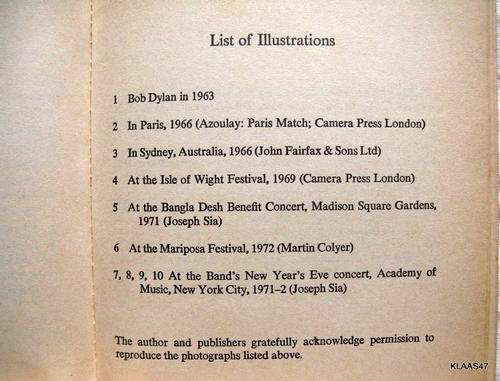 List of Illustrations
1 Bob Dylan in 1963
2 In Paris, 1966 (Azoulay: Paris Match; Camera Press London)
3 In Sydney, Australia, 1966 (John Fairfax & Sons Ltd)
4 At the Isle of Wight Festival, 1969 (Camera Press London)
5 At the Bangla Desh Benefit Concert, Madison Square Gardens,
1971 (Joseph Sia)
6 At the Mariposa Festival, 1972 (Martin Colyer)
7, 8, 9, 10 At the Band's New Year's Eve concert, Academy of
Music, New York City, 1971–2 (Joseph Sia)
The author and publishers gratefully acknowledge permission to
reproduce the photographs listed above.
KLAAS47